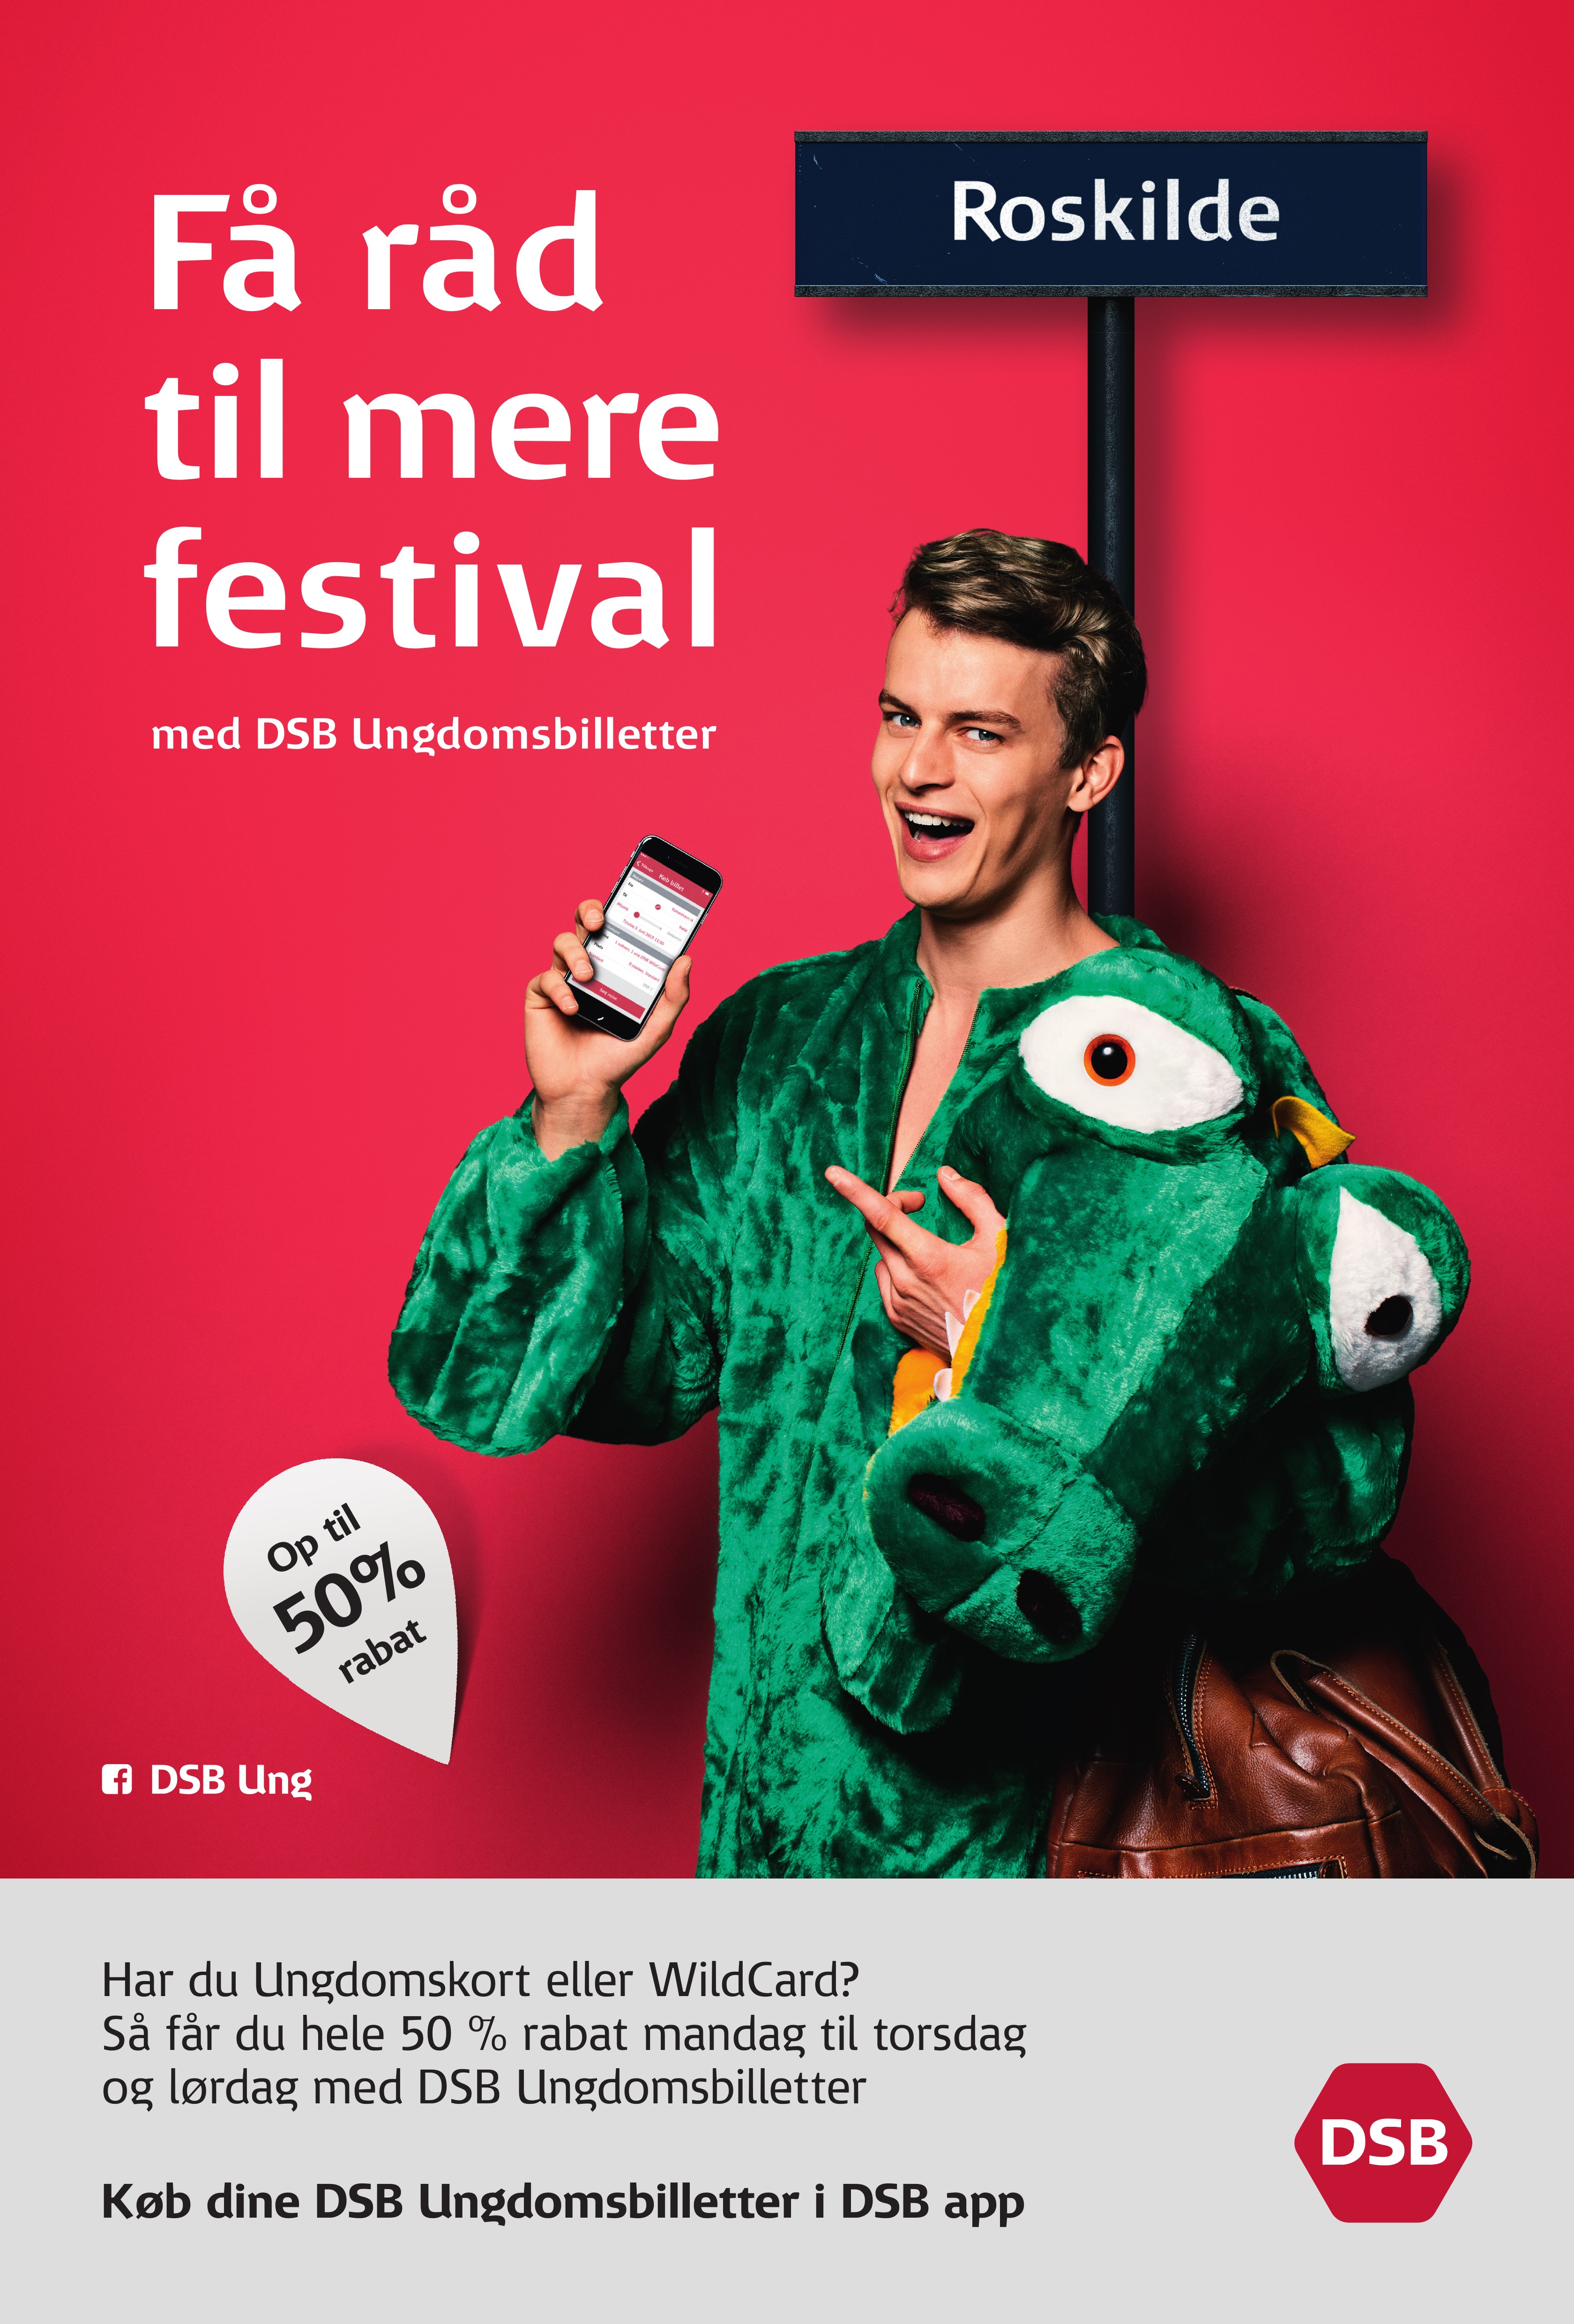 Få råd
til mere
festival
med DSB Ungdomsbilletter
Roskilde
Køb billet
Op til
50%
rabat
DSB Ung
Har du Ungdomskort eller WildCard?
Så får du hele 50 % rabat mandag til torsdag
og lørdag med DSB Ungdomsbilletter
Køb dine DSB Ungdomsbilletter i DSB app
DSB